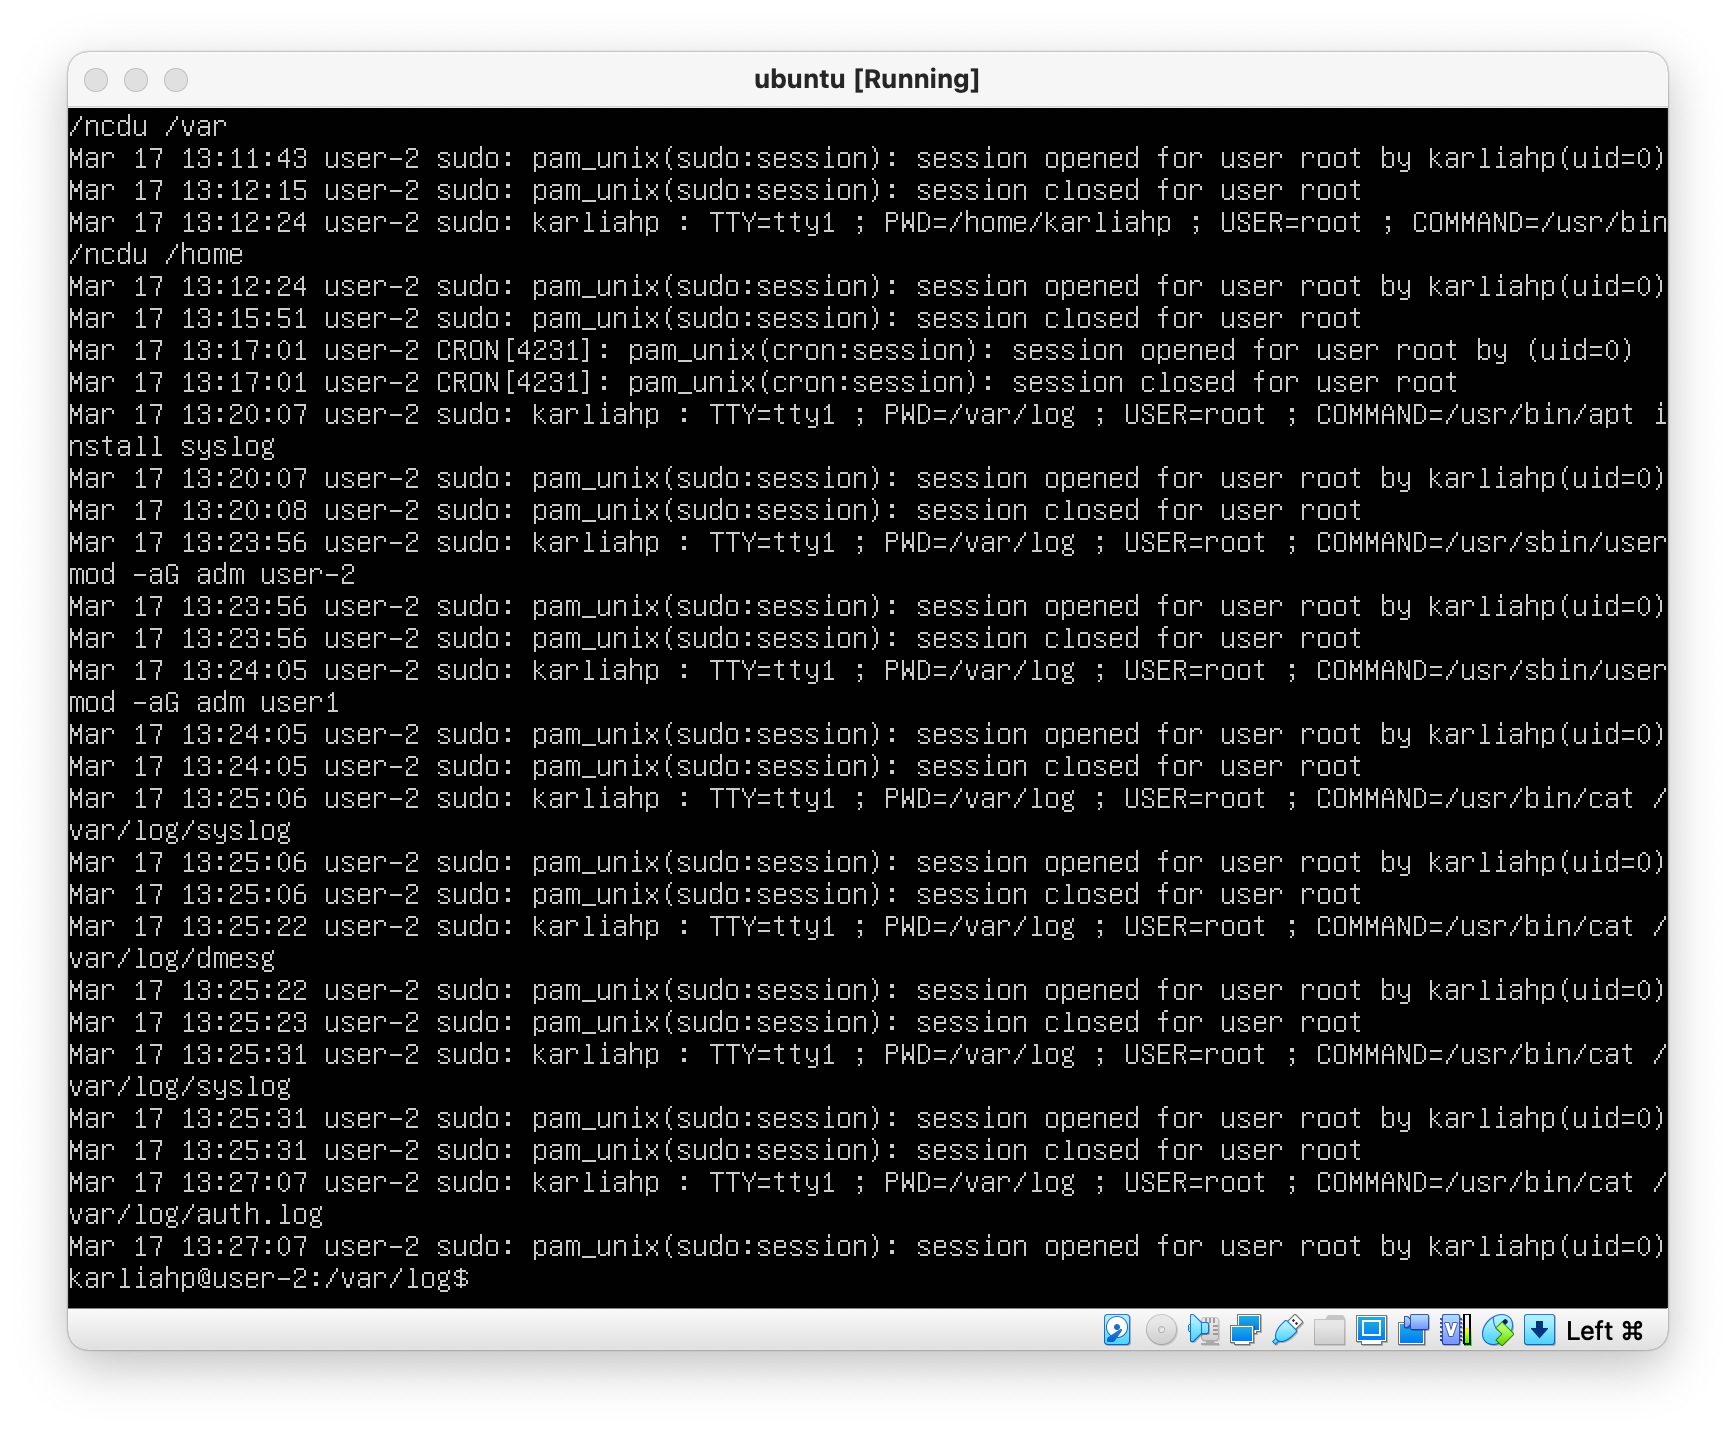 ubuntu [Running]
/ncdu /var
Mar 17 13:11:43 user-2 sudo: pam_unix(sudo:session): session opened for user root by karliahp(uid=0)
Mar 17 13:12:15 user-2 sudo: pam_unix(sudo:session): session closed for user root
Mar 17 13:12:24 user-2 sudo: karliahp : TTY=tty1 ; PWD=/home/karliahp ; USER=root ; COMMAND=/usr/bin
/ncdu /home
Mar 17 13:12:24 user-2 sudo: pam_unix(sudo:session): session opened for user root by karliahp(uid=0)
Mar 17 13:15:51 user-2 sudo: pam_unix(sudo:session): session closed for user root
Mar 17 13:17:01 user-2 CRON[4231]: pam_unix(cron:session): session opened for user root by (uid=0)
Mar 17 13:17:01 user-2 CRON[4231]: pam_unix(cron:session): session closed for user root
Mar 17 13:20:07 user-2 sudo: karliahp : TTY=tty1 ; PWD=/var/log ; USER=root ; COMMAND=/usr/bin/apt i
nstall syslog
Mar 17 13:20:07 user-2 sudo: pam_unix(sudo:session): session opened for user root by karliahp(uid=0)
Mar 17 13:20:08 user-2 sudo: pam_unix(sudo:session): session closed for user root
Mar 17 13:23:56 user-2 sudo: karliahp : TTY=tty1 ; PWD=/var/log ; USER=root ; COMMAND=/usr/sbin/user
mod -aG adm user-2
Mar 17 13:23:56 user-2 sudo: pam_unix(sudo:session): session opened for user root by karliahp(uid=0)
Mar 17 13:23:56 user-2 sudo: pam_unix(sudo:session): session closed for user root
Mar 17 13:24:05 user-2 sudo: karliahp : TTY=tty1 ; PWD=/var/log ; USER=root ; COMMAND=/usr/sbin/user
mod -aG adm user1
Mar 17 13:24:05 user-2 sudo: pam_unix(sudo:session): session opened for user root by karliahp(uid=0)
Mar 17 13:24:05 user-2 sudo: pam_unix(sudo:session): session closed for user root
Mar 17 13:25:06 user-2 sudo: karliahp : TTY=tty1 ; PWD=/var/log ; USER=root ; COMMAND=/usr/bin/cat /
var/log/syslog
Mar 17 13:25:06 user-2 sudo: pam_unix(sudo:session): session opened for user root by karliahp(uid=0)
Mar 17 13:25:06 user-2 sudo: pam_unix(sudo:session): session closed for user root
Mar 17 13:25:22 user-2 sudo: karliahp : TTY=tty1 ; PWD=/var/log ; USER=root ; COMMAND=/usr/bin/cat /
var/log/dmesg
Mar 17 13:25:22 user-2 sudo: pam_unix(sudo:session): session opened for user root by karliahp(uid=0)
Mar 17 13:25:23 user-2 sudo: pam_unix(sudo:session): session closed for user root
Mar 17 13:25:31 user-2 sudo: karliahp : TTY=tty1 ; PWD=/var/log ; USER=root ; COMMAND=/usr/bin/cat /
var/log/syslog
Mar 17 13:25:31 user-2 sudo: pam_unix(sudo:session): session opened for user root by karliahp(uid=0)
Mar 17 13:25:31 user-2 sudo: pam_unix(sudo:session): session closed for user root
Mar 17 13:27:07 user-2 sudo: karliahp : TTY=tty1 ; PWD=/var/log ; USER=root ; COMMAND=/usr/bin/cat /
var/log/auth.log
Mar 17 13:27:07 user-2 sudo: pam_unix(sudo:session): session opened for user root by karliahp(uid=0)
karliahp@user-2:/var/log$
Left ⌘